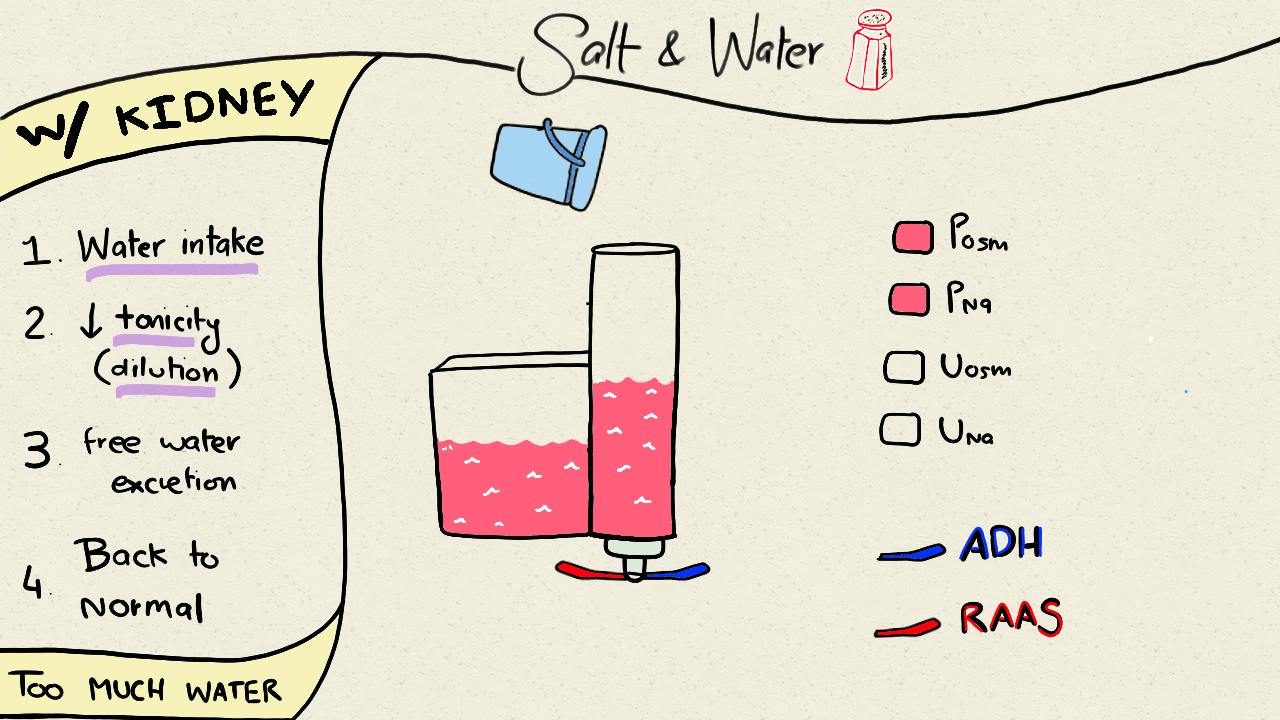 Salt & Water
W/ KIDNEY
1. Water intake
2. ↓ tonicity
(dilution)
3. free water
excretion
4. Back to
normal
TOO MUCH WATER
Posm
PNa
Uosm
UNa
ADH
RAAS